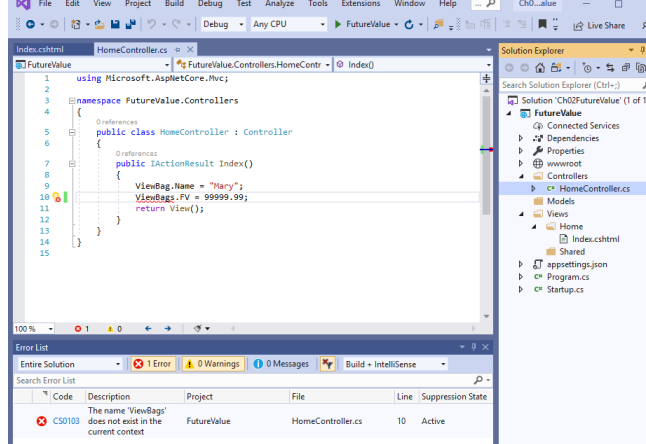 File Edit View Project Build Debug Test Analyze Tools Extensions Window Help ... Ch0...alue
Debug Any CPU FutureValue Live Share
Index.cshtml HomeController.cs
FutureValue FutureValue.Controllers.HomeContr Index()
1 using Microsoft.AspNetCore.Mvc;
2
3 namespace FutureValue.Controllers
4 {
0 references
5 public class HomeController : Controller
6 {
0 references
7 public IActionResult Index()
8 {
9 ViewBag.Name = "Mary";
10 ViewBags.FV = 99999.99;
11 return View();
12 }
13 }
14 }
15
100 % 1 0
Solution Explorer
Search Solution Explorer (Ctrl+;)
Solution 'Ch02FutureValue' (1 of 1
FutureValue
Connected Services
Dependencies
Properties
wwwroot
Controllers
C# HomeController.cs
Models
Views
Home
Index.cshtml
Shared
appsettings.json
C# Program.cs
C# Startup.cs
Error List
Entire Solution 1 Error 0 Warnings 0 Messages Build + IntelliSense
Search Error List
Code Description Project File Line Suppression State
CS0103 The name 'ViewBags' FutureValue HomeController.cs 10 Active
does not exist in the
current context